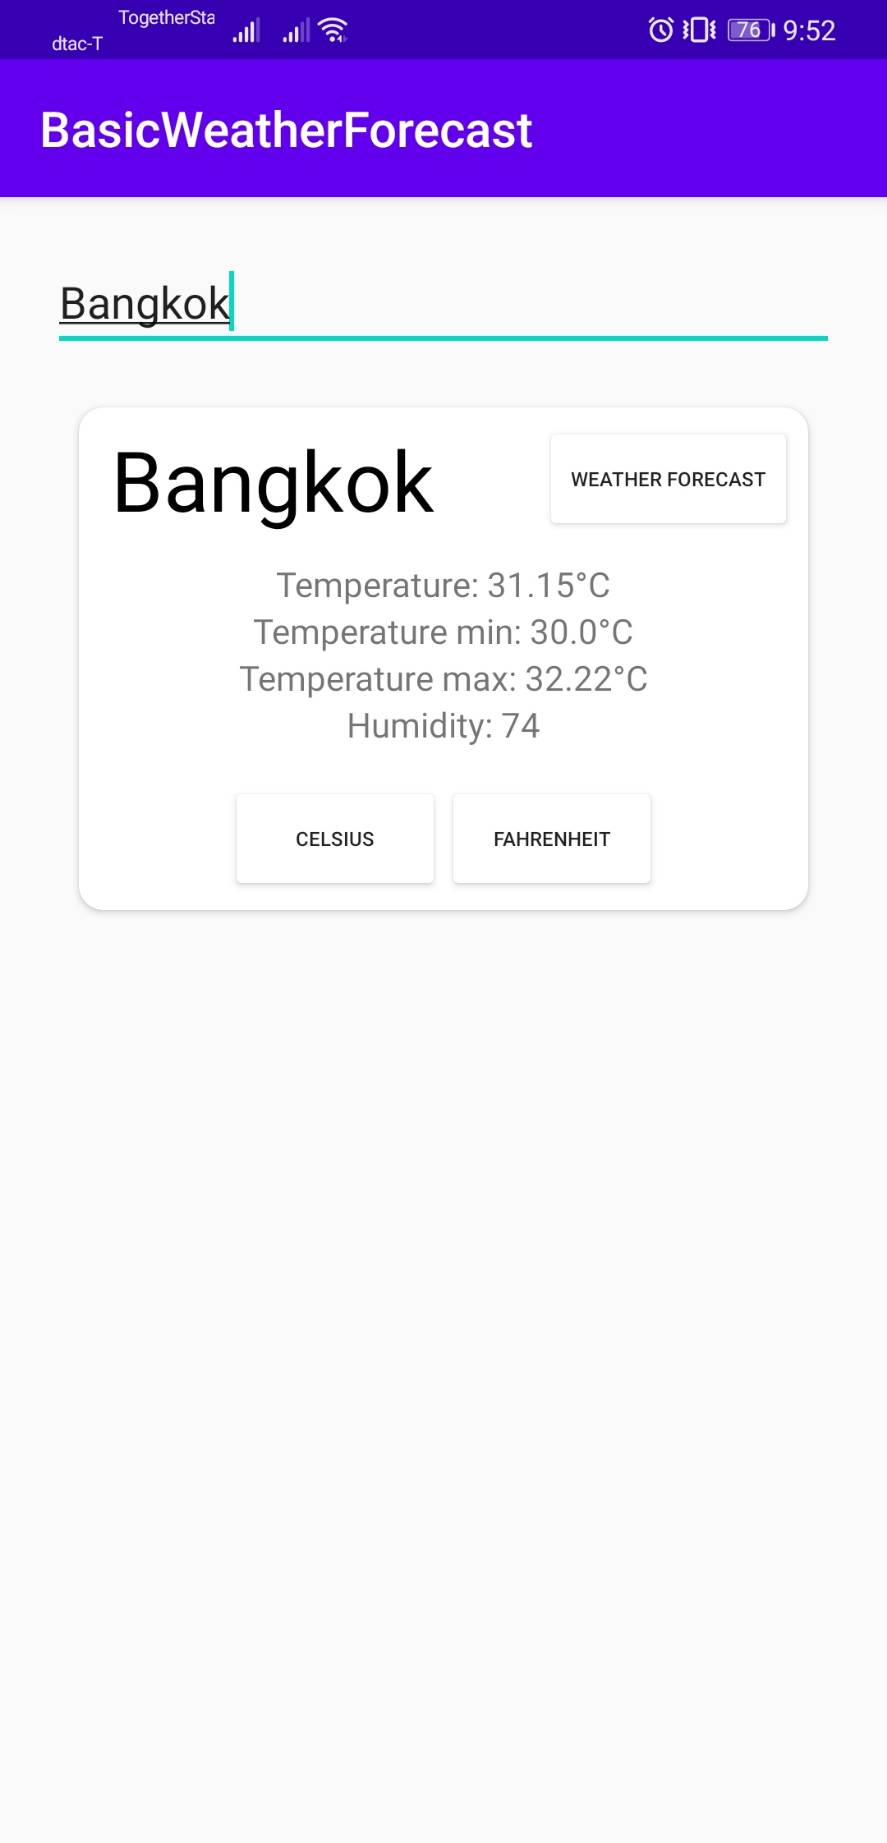 TogetherSta
dtac-T
76 9:52
BasicWeatherForecast
Bangkok
Bangkok
WEATHER FORECAST
Temperature: 31.15°C
Temperature min: 30.0°C
Temperature max: 32.22°C
Humidity: 74
CELSIUS
FAHRENHEIT